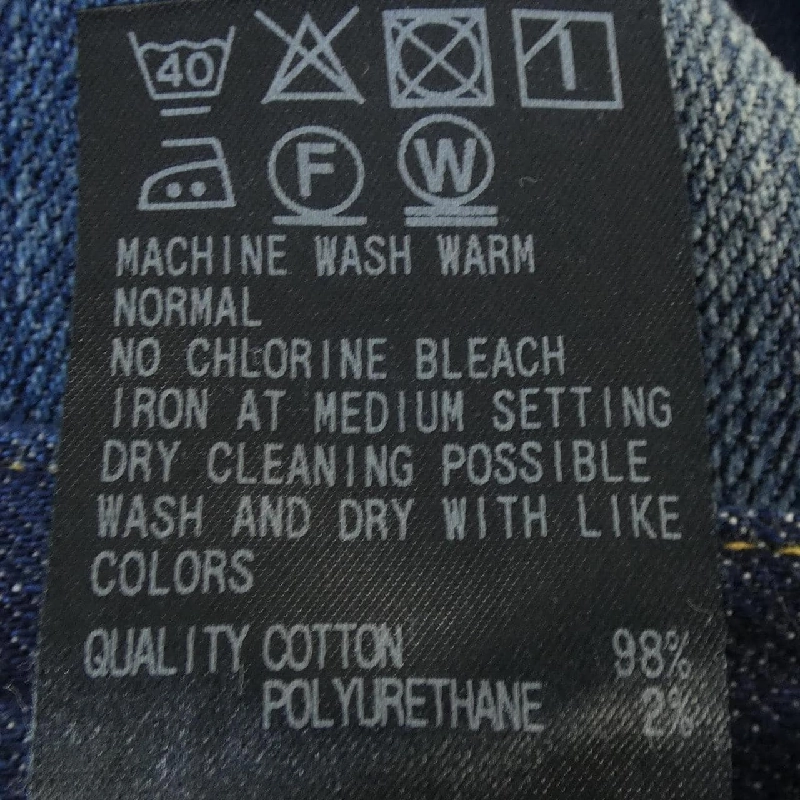 40
F W
MACHINE WASH WARM
NORMAL
NO CHLORINE BLEACH
IRON AT MEDIUM SETTING
DRY CLEANING POSSIBLE
WASH AND DRY WITH LIKE
COLORS
QUALITY COTTON 98%
POLYURETHANE 2%